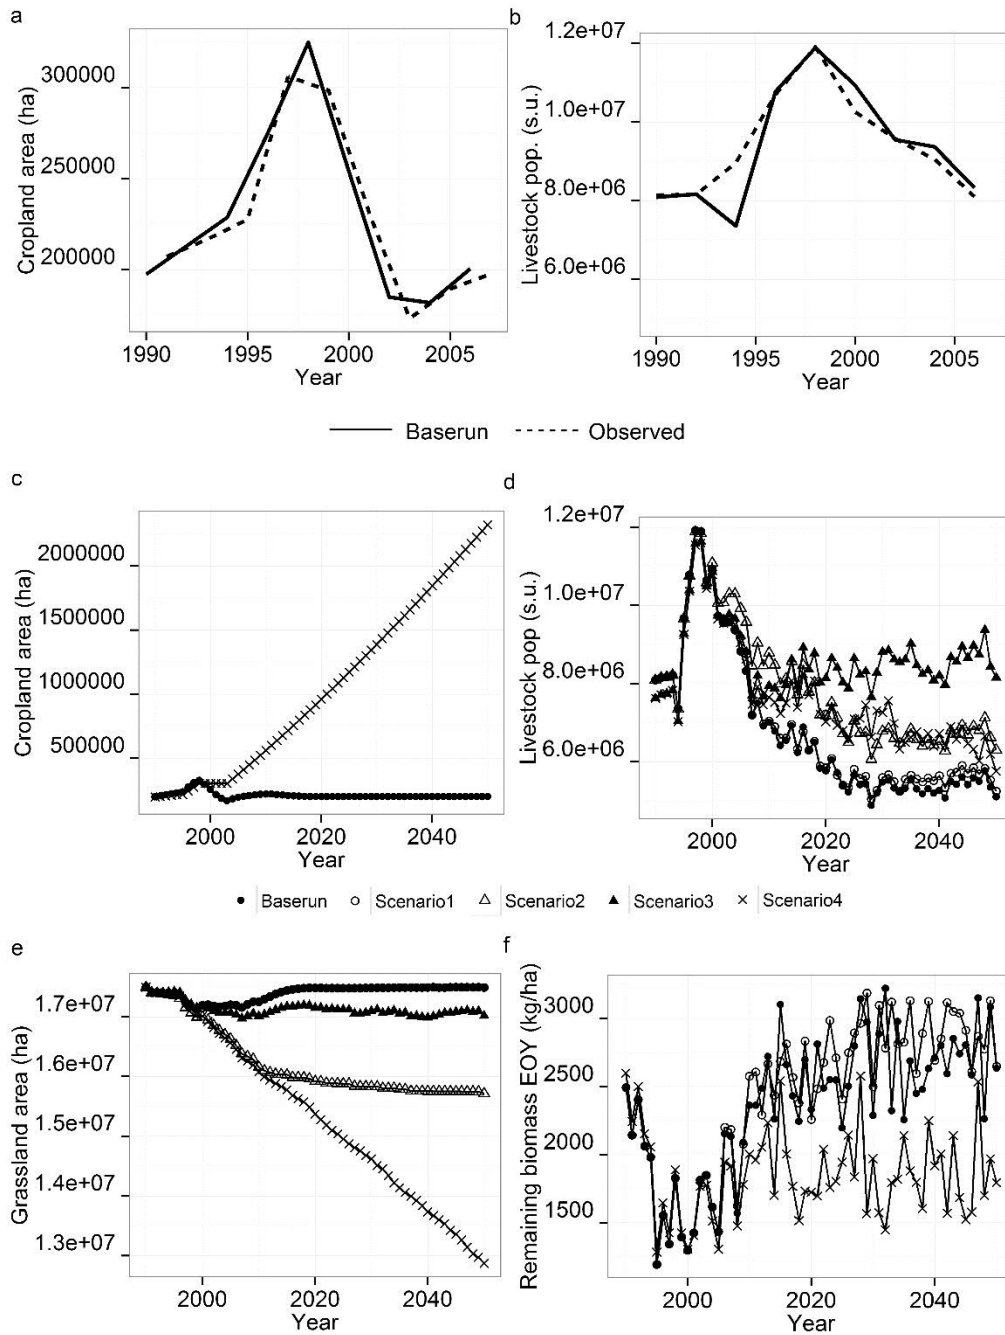 a
Cropland area (ha)
300000
250000
200000
1990 1995 2000 2005
Year
b
Livestock pop. (s.u.)
1.2e+07
1.0e+07
8.0e+06
6.0e+06
1990 1995 2000 2005
Year
Baserun Observed
c
Cropland area (ha)
2000000
1500000
1000000
500000
2000 2020 2040
Year
d
Livestock pop (s.u.)
1.2e+07
1.0e+07
8.0e+06
6.0e+06
2000 2020 2040
Year
Baserun Scenario1 Scenario2 Scenario3 Scenario4
e
Grassland area (ha)
1.7e+07
1.6e+07
1.5e+07
1.4e+07
1.3e+07
2000 2020 2040
Year
f
Remaining biomass EOY (kg/ha)
3000
2500
2000
1500
2000 2020 2040
Year